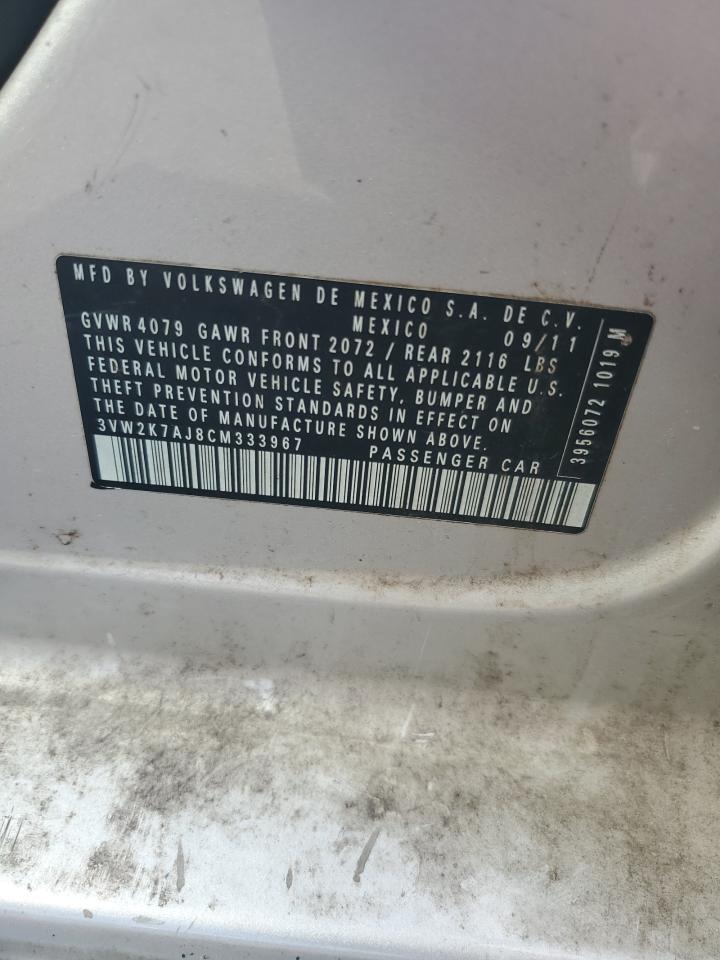 MFD BY VOLKSWAGEN DE MEXICO S.A. DE C.V.
MEXICO 09/11
GVWR 4079 GAWR FRONT 2072 / REAR 2116 LBS
THIS VEHICLE CONFORMS TO ALL APPLICABLE U.S.
FEDERAL MOTOR VEHICLE SAFETY, BUMPER AND
THEFT PREVENTION STANDARDS IN EFFECT ON
THE DATE OF MANUFACTURE SHOWN ABOVE.
3VW2K7AJ8CM333967 PASSENGER CAR
3956072 1019 M